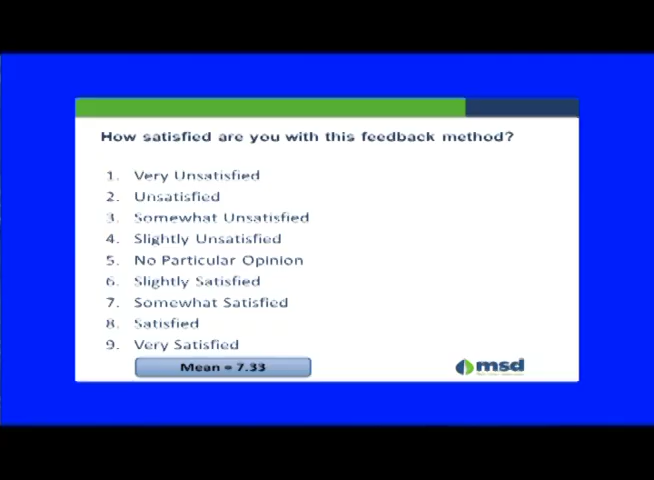 How satisfied are you with this feedback method?
1. Very Unsatisfied
2. Unsatisfied
3. Somewhat Unsatisfied
4. Slightly Unsatisfied
5. No Particular Opinion
6. Slightly Satisfied
7. Somewhat Satisfied
8. Satisfied
9. Very Satisfied
Mean = 7.33
msd